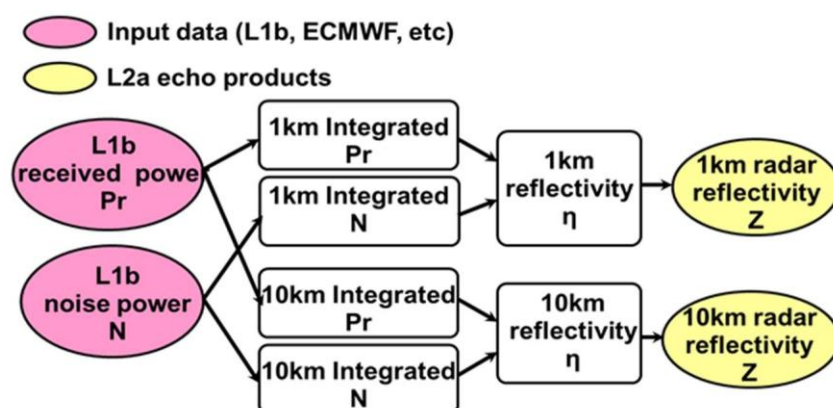 Input data (L1b, ECMWF, etc)
L2a echo products
L1b
received powe
Pr
L1b
noise power
N
1km Integrated
Pr
1km Integrated
N
10km Integrated
Pr
10km Integrated
N
1km
reflectivity
η
10km
reflectivity
η
1km radar
reflectivity
Z
10km radar
reflectivity
Z